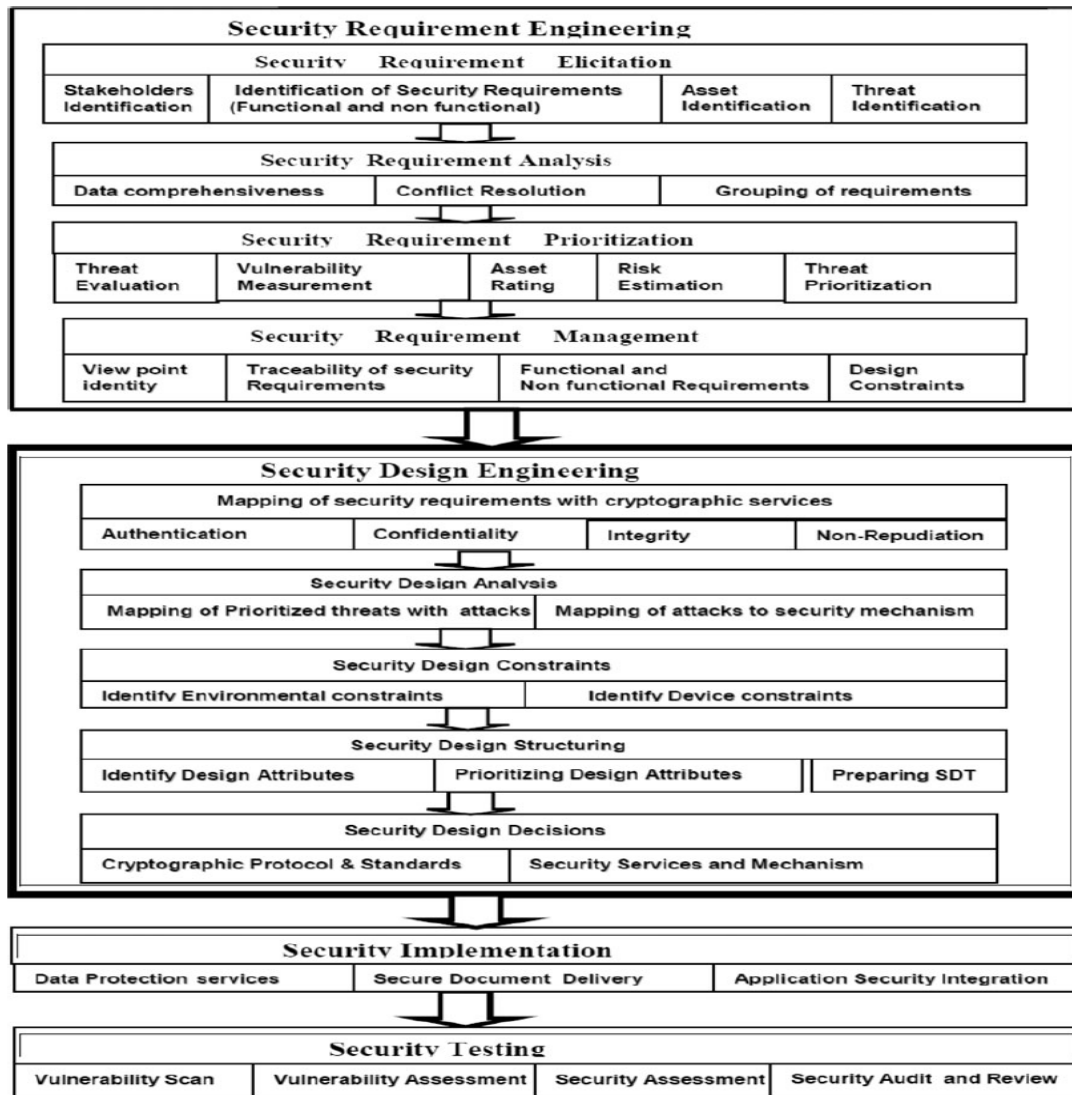 Security Requirement Engineering
Security Requirement Elicitation
Stakeholders Identification
Identification of Security Requirements
(Functional and non functional)
Asset Identification
Threat Identification
Security Requirement Analysis
Data comprehensiveness
Conflict Resolution
Grouping of requirements
Security Requirement Prioritization
Threat Evaluation
Vulnerability Measurement
Asset Rating
Risk Estimation
Threat Prioritization
Security Requirement Management
View point identity
Traceability of security Requirements
Functional and Non functional Requirements
Design Constraints
Security Design Engineering
Mapping of security requirements with cryptographic services
Authentication
Confidentiality
Integrity
Non-Repudiation
Security Design Analysis
Mapping of Prioritized threats with attacks
Mapping of attacks to security mechanism
Security Design Constraints
Identify Environmental constraints
Identify Device constraints
Security Design Structuring
Identify Design Attributes
Prioritizing Design Attributes
Preparing SDT
Security Design Decisions
Cryptographic Protocol & Standards
Security Services and Mechanism
Security Implementation
Data Protection services
Secure Document Delivery
Application Security Integration
Security Testing
Vulnerability Scan
Vulnerability Assessment
Security Assessment
Security Audit and Review